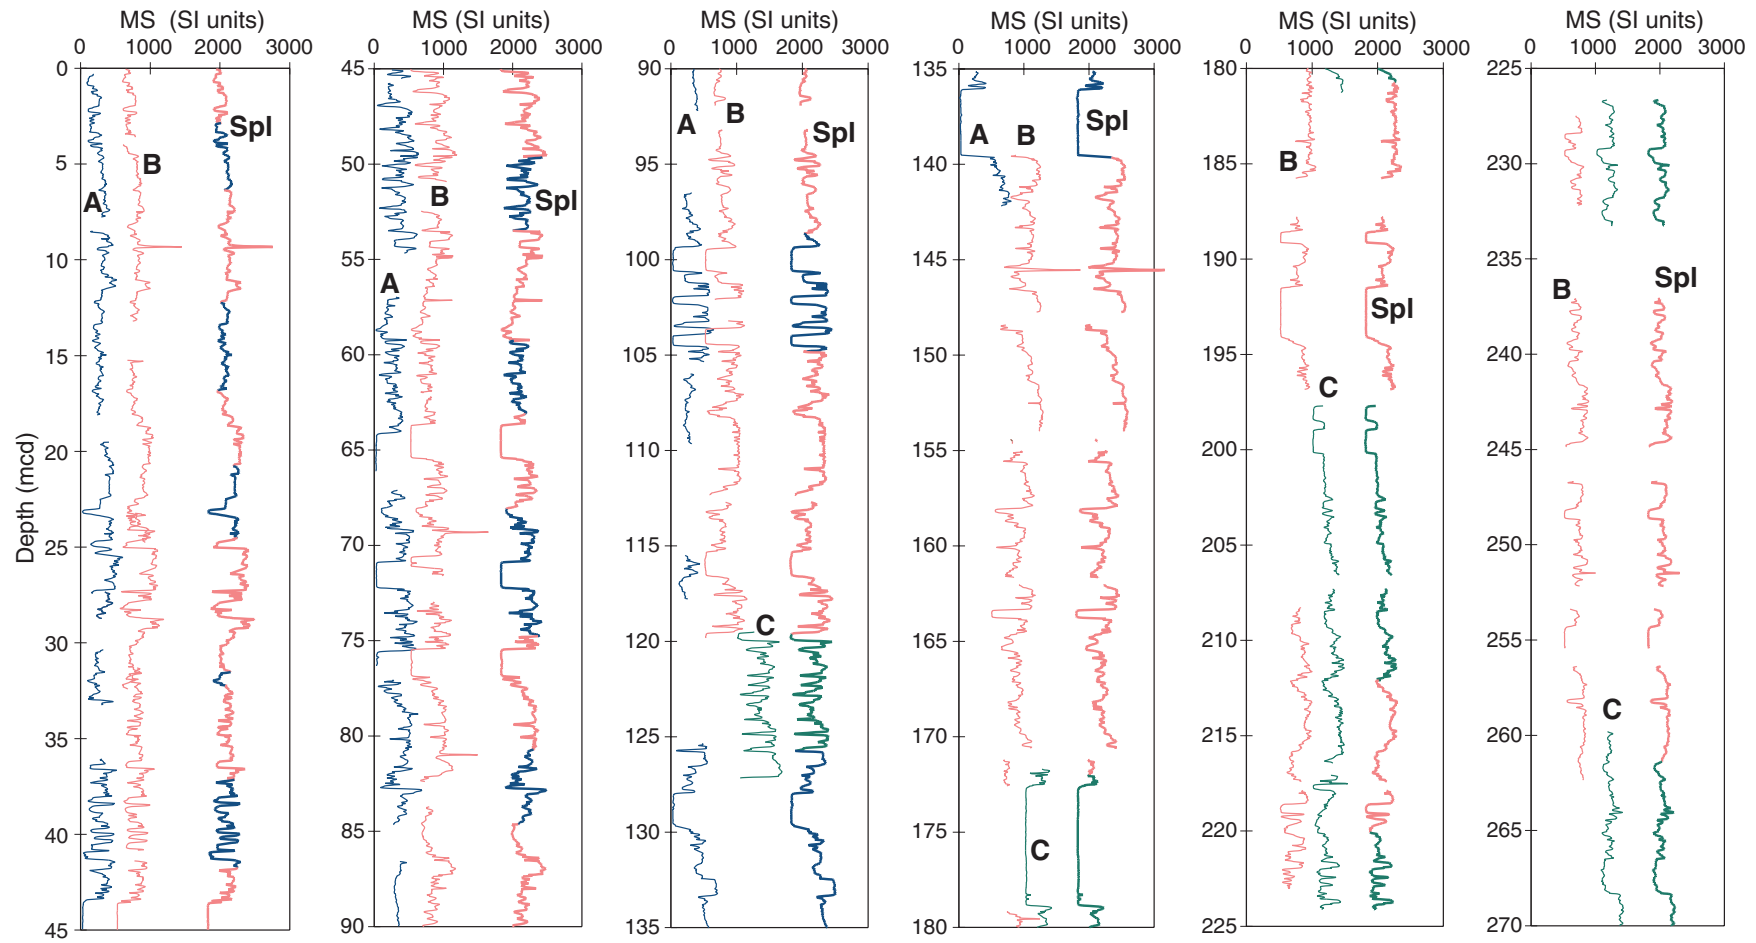 MS (SI units) MS (SI units) MS (SI units) MS (SI units) MS (SI units) MS (SI units)
0 1000 2000 3000 0 1000 2000 3000 0 1000 2000 3000 0 1000 2000 3000 0 1000 2000 3000 0 1000 2000 3000
0 45 90 135 180 225
A B Spl
5 50 95 140 185 230
B Spl A B Spl A B Spl B
A B Spl
10 55 100 145 190 235
A B Spl
Spl
15 60 105 150 195 240
C
Depth (mcd)
20 65 110 155 200 245
25 70 115 160 205 250
30 75 120 165 210 255
C C
35 80 125 170 215 260
40 85 130 175 220 265
C
45 90 135 180 225 270